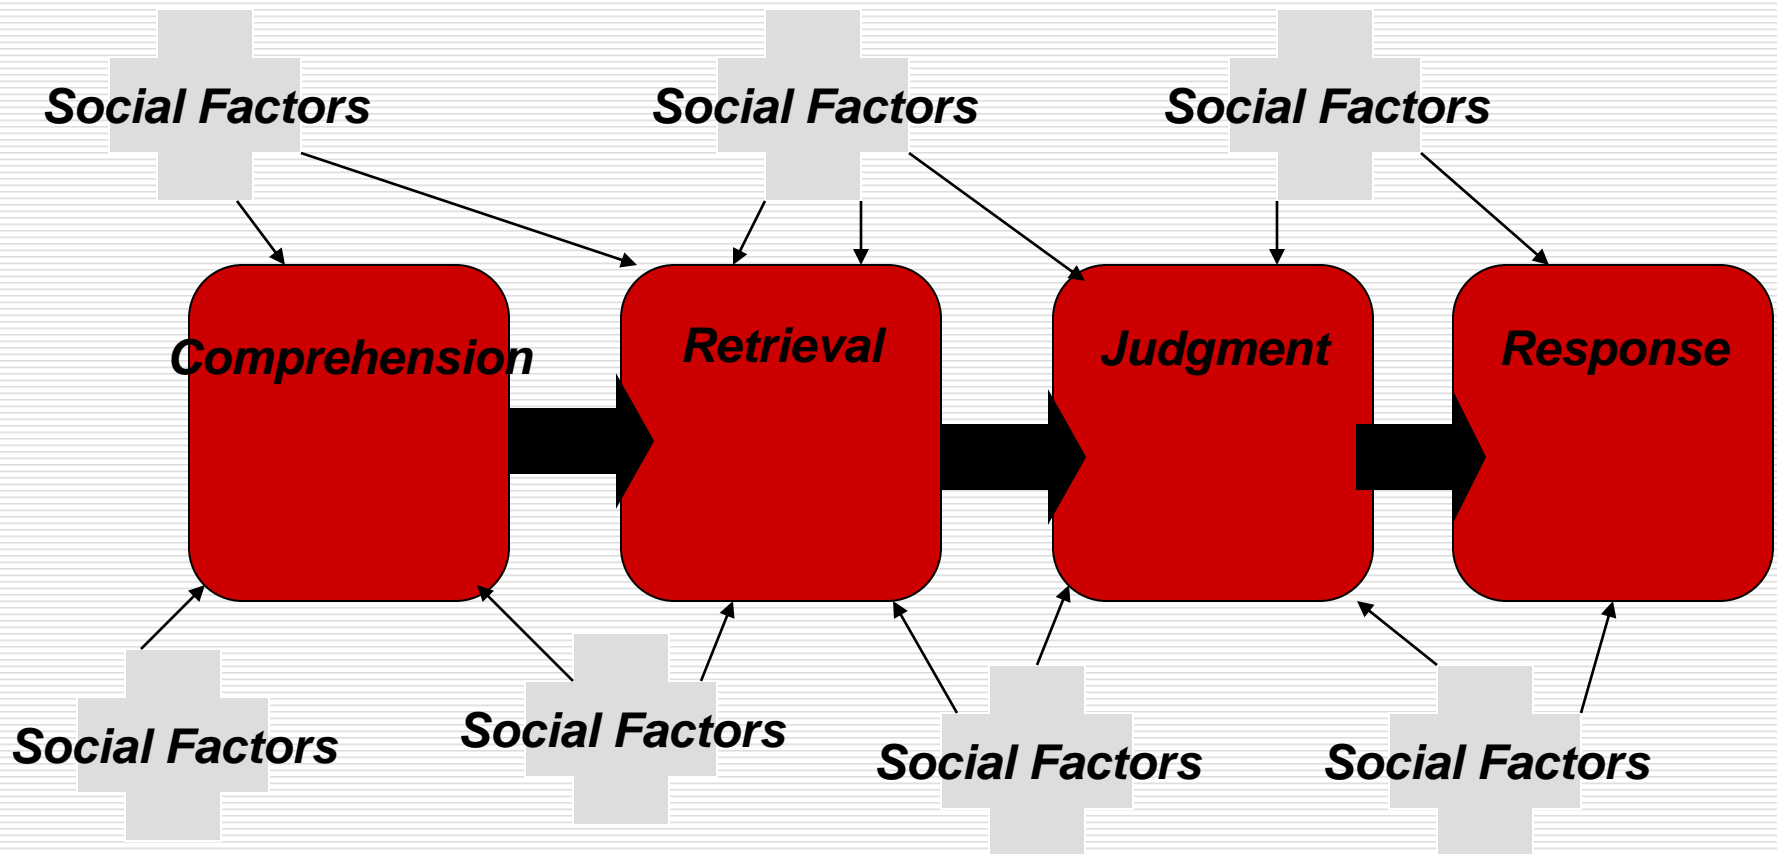 Social Factors
Social Factors
Social Factors
Comprehension
Retrieval
Judgment
Response
Social Factors
Social Factors
Social Factors
Social Factors